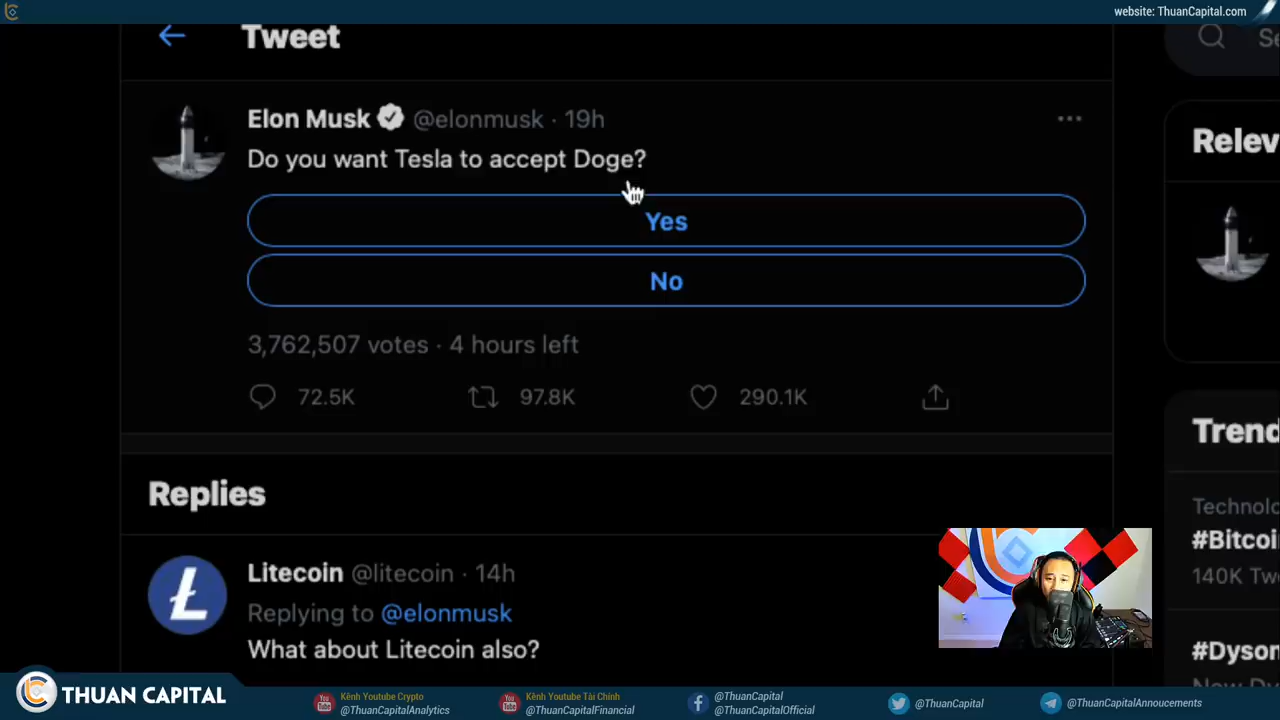 website: ThuanCapital.com
Tweet
Elon Musk @elonmusk · 19h
Do you want Tesla to accept Doge?
Yes
No
3,762,507 votes · 4 hours left
72.5K 97.8K 290.1K
Replies
Litecoin @litecoin · 14h
Replying to @elonmusk
What about Litecoin also?
Relev
Trend
Technolo
#Bitcoi
140K Tw
#Dyson
THUAN CAPITAL
Kênh Youtube Crypto
@ThuanCapitalAnalytics
Kênh Youtube Tài Chính
@ThuanCapitalFinancial
@ThuanCapital
@ThuanCapitalOfficial
@ThuanCapital
@ThuanCapitalAnnoucements